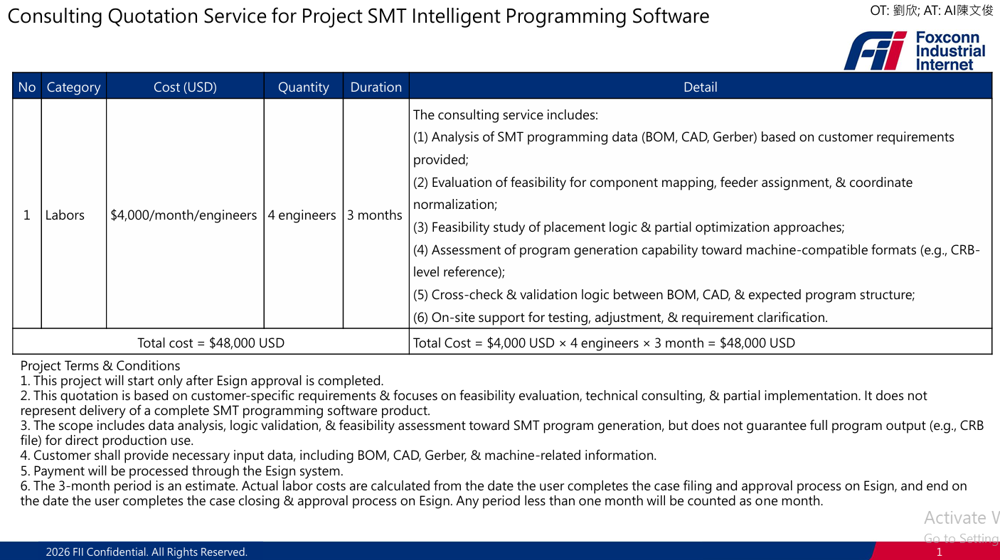 Consulting Quotation Service for Project SMT Intelligent Programming Software
OT: 劉欣; AT: AI陳文俊
Foxconn
Industrial
Internet
No Category Cost (USD) Quantity Duration Detail
1 Labors $4,000/month/engineers 4 engineers 3 months
The consulting service includes:
(1) Analysis of SMT programming data (BOM, CAD, Gerber) based on customer requirements
provided;
(2) Evaluation of feasibility for component mapping, feeder assignment, & coordinate
normalization;
(3) Feasibility study of placement logic & partial optimization approaches;
(4) Assessment of program generation capability toward machine-compatible formats (e.g., CRB-
level reference);
(5) Cross-check & validation logic between BOM, CAD, & expected program structure;
(6) On-site support for testing, adjustment, & requirement clarification.
Total cost = $48,000 USD Total Cost = $4,000 USD × 4 engineers × 3 month = $48,000 USD
Project Terms & Conditions
1. This project will start only after Esign approval is completed.
2. This quotation is based on customer-specific requirements & focuses on feasibility evaluation, technical consulting, & partial implementation. It does not
represent delivery of a complete SMT programming software product.
3. The scope includes data analysis, logic validation, & feasibility assessment toward SMT program generation, but does not guarantee full program output (e.g., CRB
file) for direct production use.
4. Customer shall provide necessary input data, including BOM, CAD, Gerber, & machine-related information.
5. Payment will be processed through the Esign system.
6. The 3-month period is an estimate. Actual labor costs are calculated from the date the user completes the case filing and approval process on Esign, and end on
the date the user completes the case closing & approval process on Esign. Any period less than one month will be counted as one month.
Activate W
Go to Setting
2026 FII Confidential. All Rights Reserved.
1